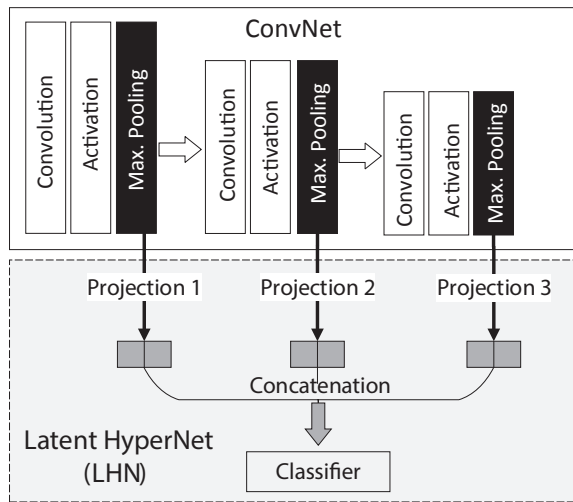 ConvNet
Convolution
Activation
Max. Pooling
Convolution
Activation
Max. Pooling
Convolution
Activation
Max. Pooling
Projection 1
Projection 2
Projection 3
Concatenation
Latent HyperNet
(LHN)
Classifier